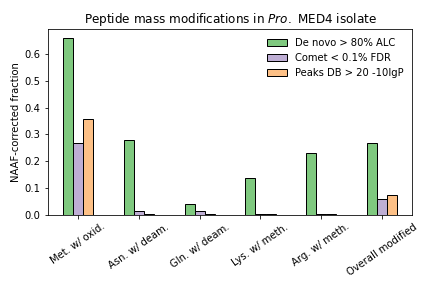 Peptide mass modifications in Pro. MED4 isolate
De novo > 80% ALC
Comet < 0.1% FDR
Peaks DB > 20 -10lgP
NAAF-corrected fraction
0.6
0.5
0.4
0.3
0.2
0.1
0.0
Met. w/ oxid.
Asn. w/ deam.
Gln. w/ deam.
Lys. w/ meth.
Arg. w/ meth.
Overall modified